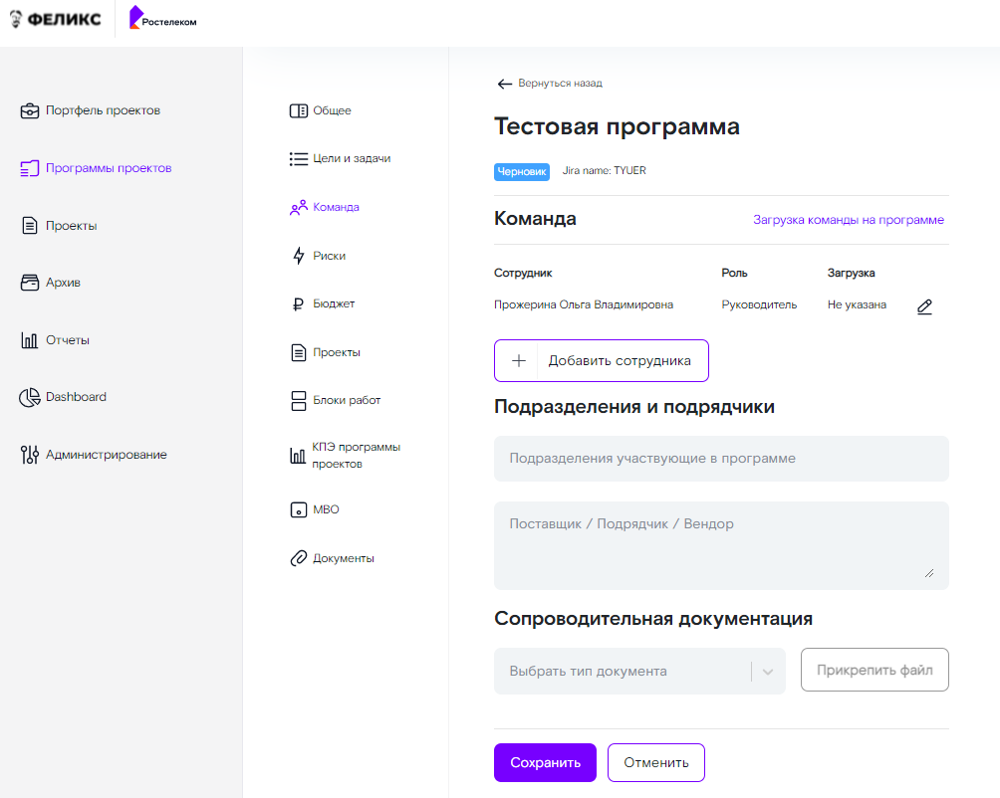 ФЕЛИКС
Ростелеком
Портфель проектов
Программы проектов
Проекты
Архив
Отчеты
Dashboard
Администрирование
Общее
Цели и задачи
Команда
Риски
Бюджет
Проекты
Блоки работ
КПЭ программы
проектов
МВО
Документы
Вернуться назад
Тестовая программа
Черновик Jira name: TYUER
Команда Загрузка команды на программе
Сотрудник Роль Загрузка
Прожерина Ольга Владимировна Руководитель Не указана
Добавить сотрудника
Подразделения и подрядчики
Подразделения участвующие в программе
Поставщик / Подрядчик / Вендор
Сопроводительная документация
Выбрать тип документа Прикрепить файл
Сохранить Отменить